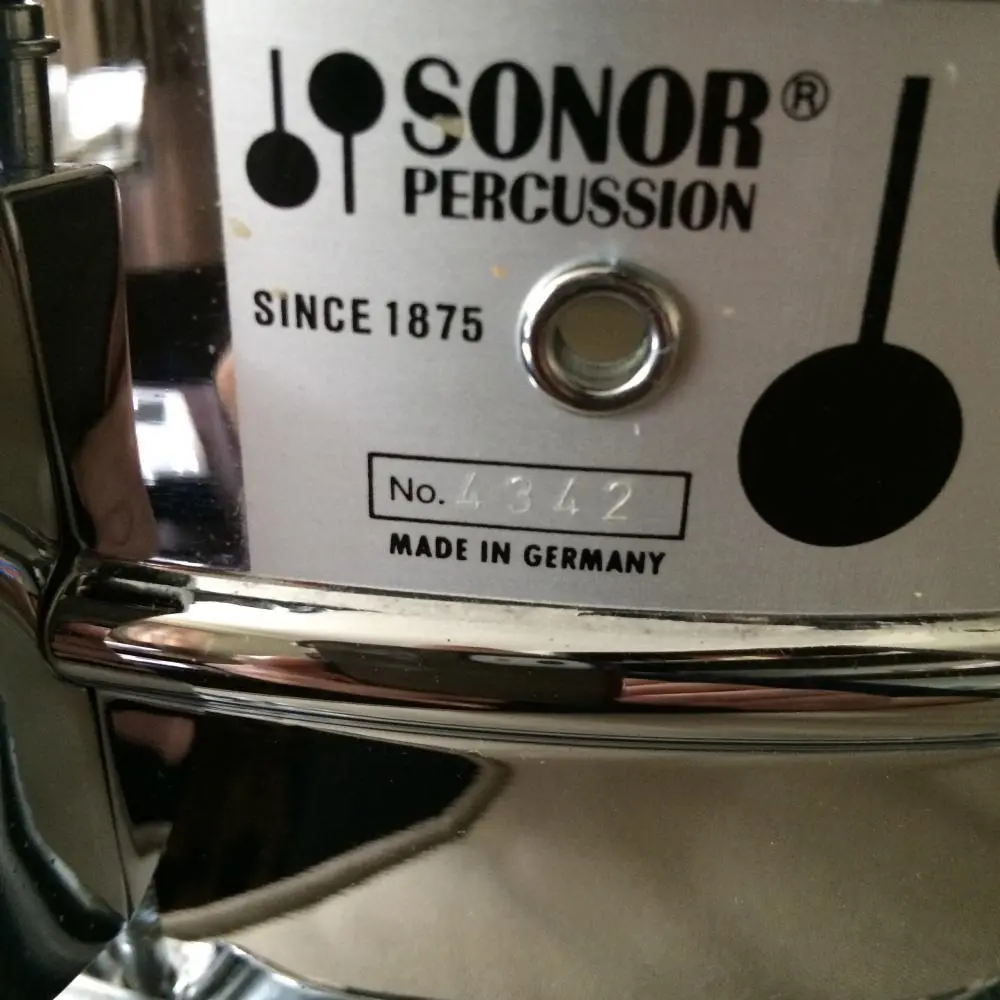 SONOR®
PERCUSSION
SINCE 1875
No. 4342
MADE IN GERMANY